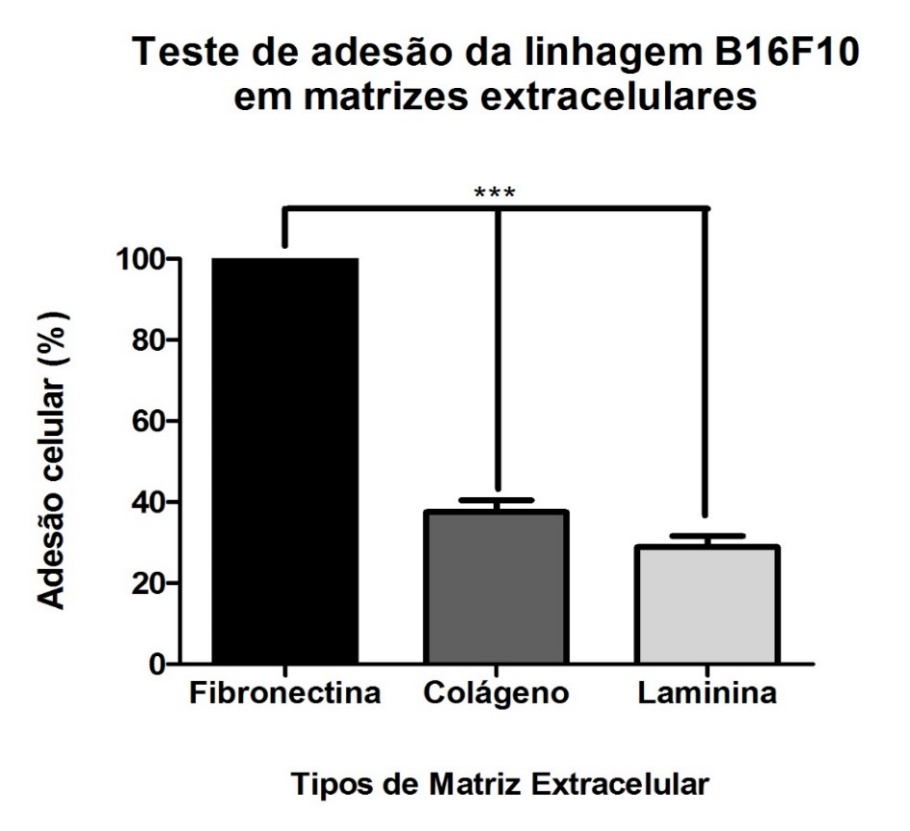 Teste de adesão da linhagem B16F10
em matrizes extracelulares
***
100
80
60
40
20
0
Adesão celular (%)
Fibronectina Colágeno Laminina
Tipos de Matriz Extracelular